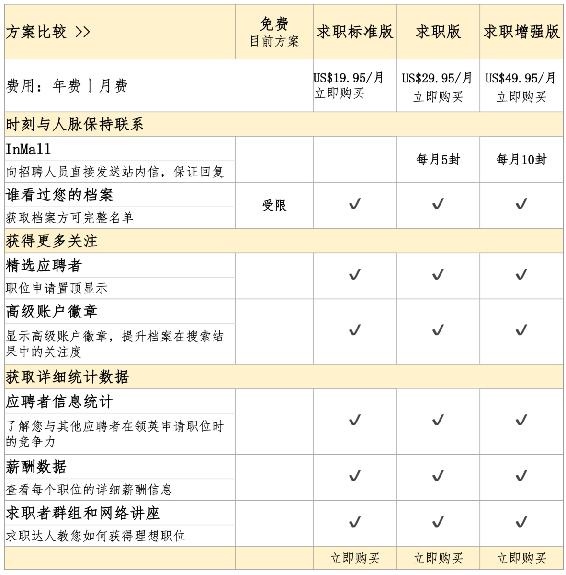 方案比较 >> 免费 求职标准版 求职版 求职增强版
目前方案
费用：年费丨月费 US$19.95/月 US$29.95/月 US$49.95/月
立即购买 立即购买 立即购买
时刻与人脉保持联系
InMall 每月5封 每月10封
向招聘人员直接发送站内信，保证回复
谁看过您的档案 受限 ✓ ✓ ✓
获取档案方可完整名单
获得更多关注
精选应聘者 ✓ ✓ ✓
职位申请置顶显示
高级账户徽章 ✓ ✓ ✓
显示高级账户徽章，提升档案在搜索结
果中的关注度
获取详细统计数据
应聘者信息统计 ✓ ✓ ✓
了解您与其他应聘者在领英申请职位时
的竞争力
薪酬数据 ✓ ✓ ✓
查看每个职位的详细薪酬信息
求职者群组和网络讲座 ✓ ✓ ✓
求职达人教您如何获得理想职位
立即购买 立即购买 立即购买